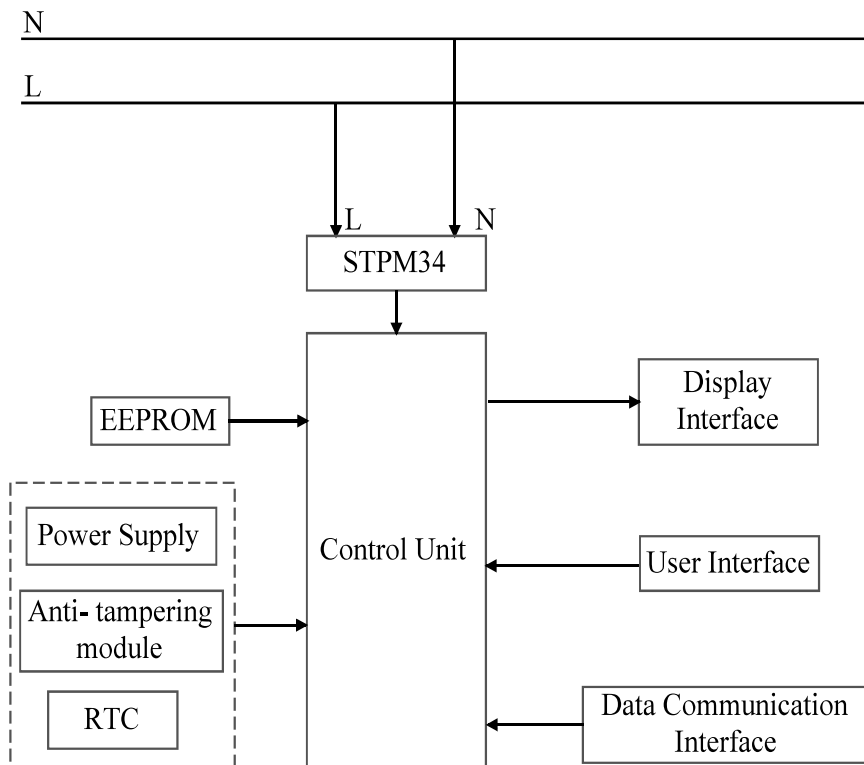 N
L
L
N
STPM34
EEPROM
Display
Interface
Power Supply
Control Unit
User Interface
Anti- tampering
module
RTC
Data Communication
Interface